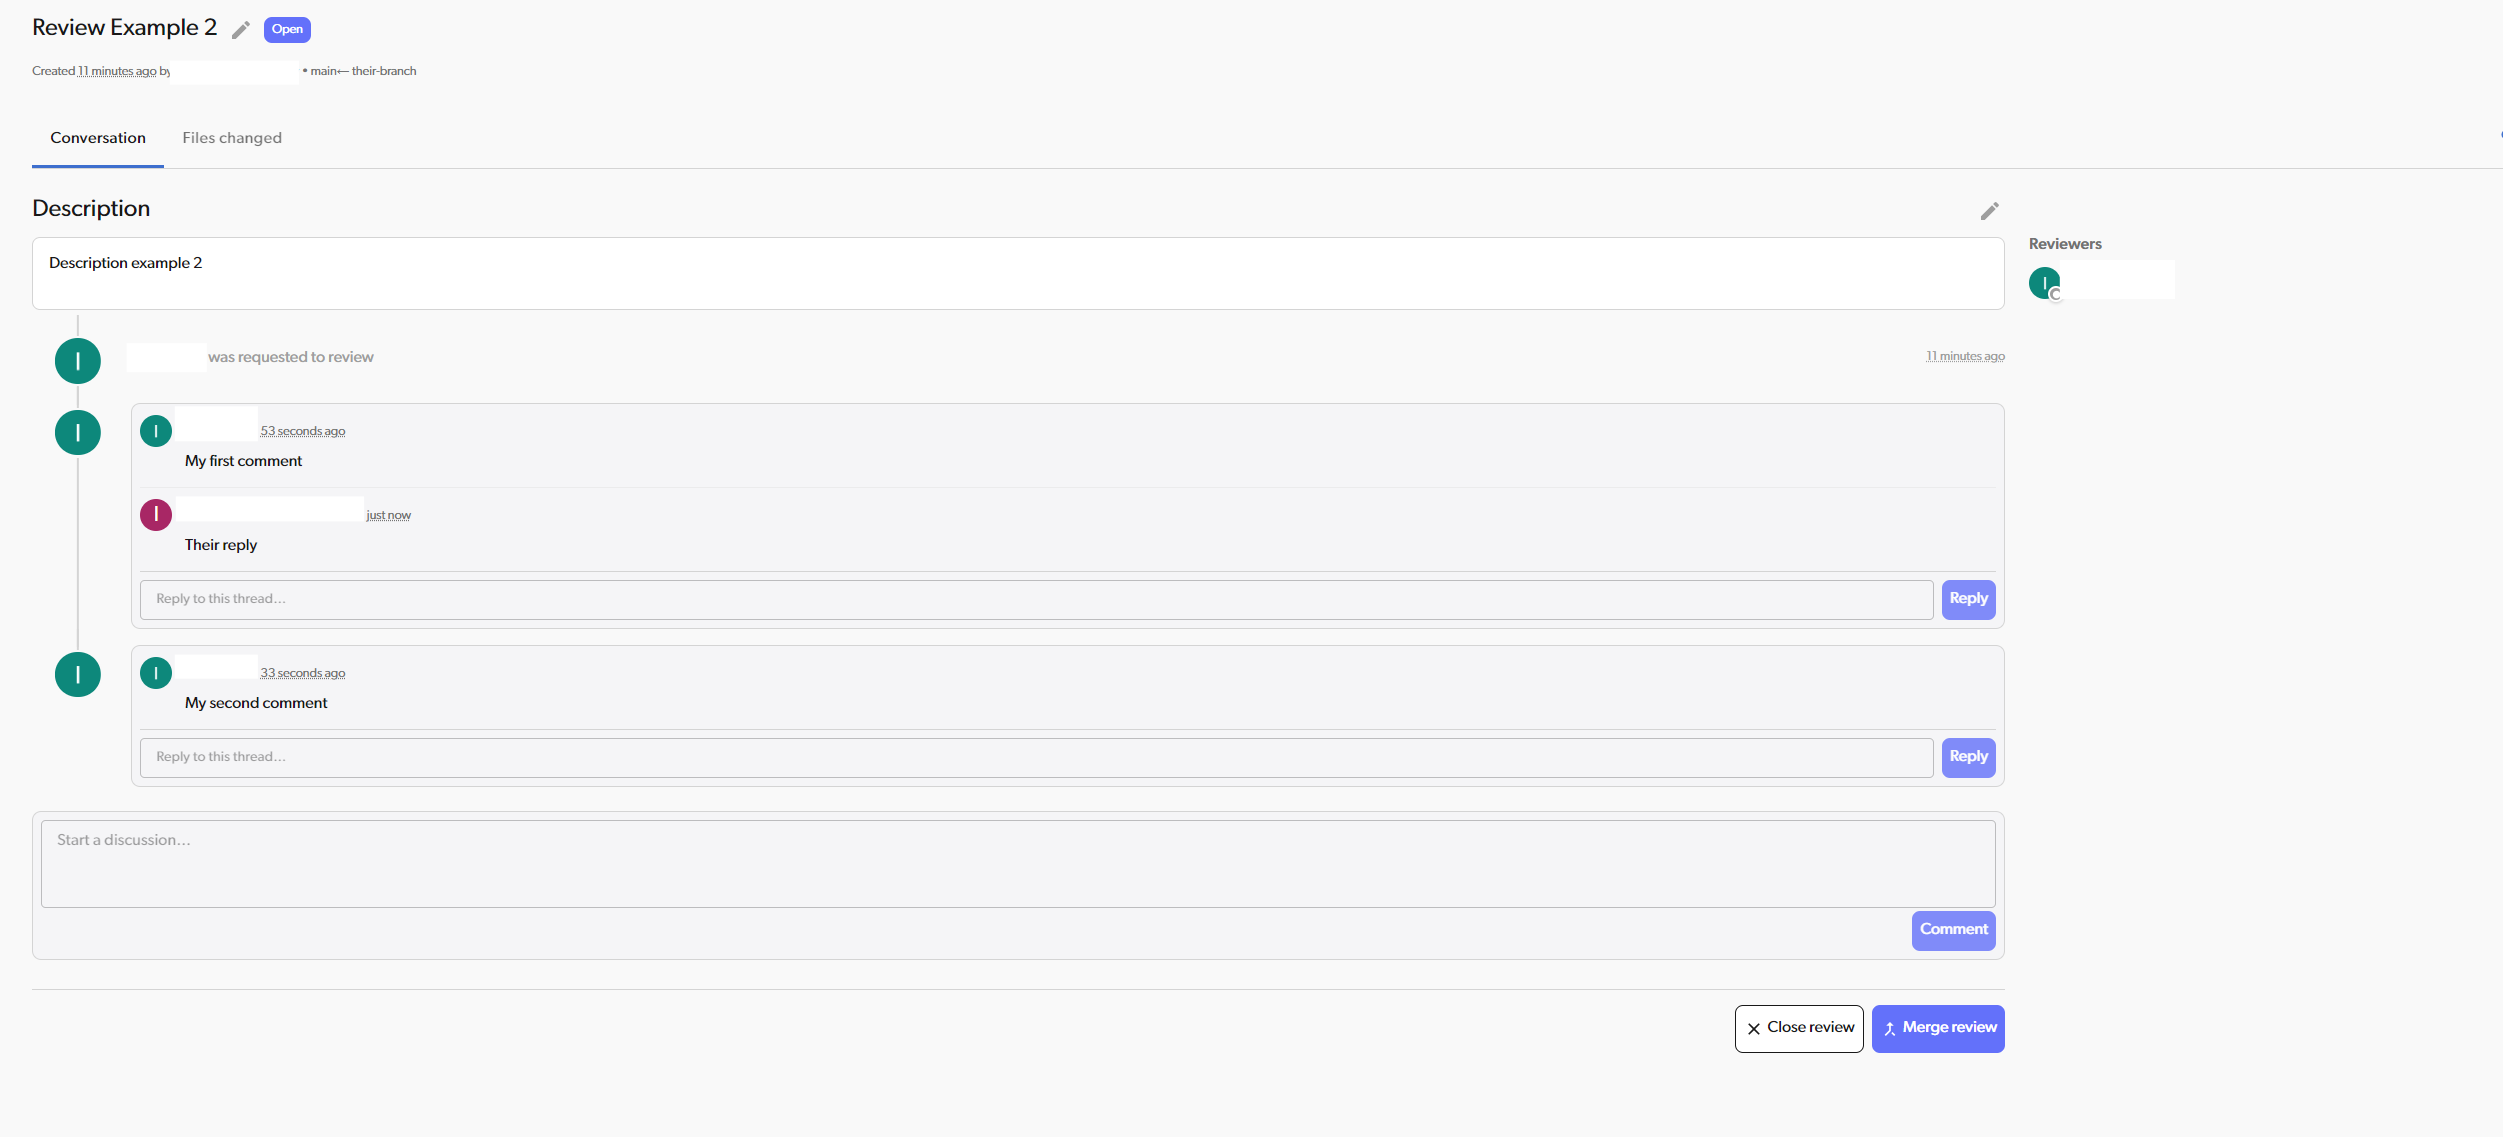 Review Example 2 Open
Created 11 minutes ago by • main← their-branch
Conversation Files changed
Description
Description example 2
Reviewers
I
I was requested to review 11 minutes ago
I
I 53 seconds ago
My first comment
I just now
Their reply
Reply to this thread... Reply
I
I 33 seconds ago
My second comment
Reply to this thread... Reply
Start a discussion...
Comment
Close review Merge review